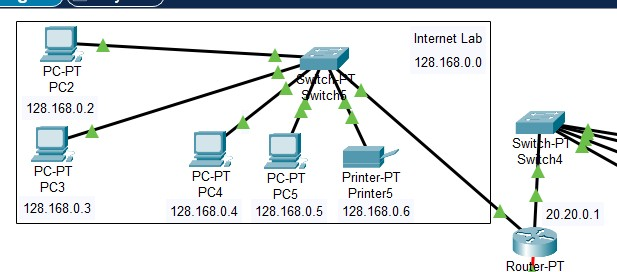 Internet Lab
128.168.0.0
PC-PT
PC2
128.168.0.2
Switch-PT
Switch5
PC-PT
PC3
128.168.0.3
PC-PT
PC4
128.168.0.4
PC-PT
PC5
128.168.0.5
Printer-PT
Printer5
128.168.0.6
Switch-PT
Switch4
20.20.0.1
Router-PT